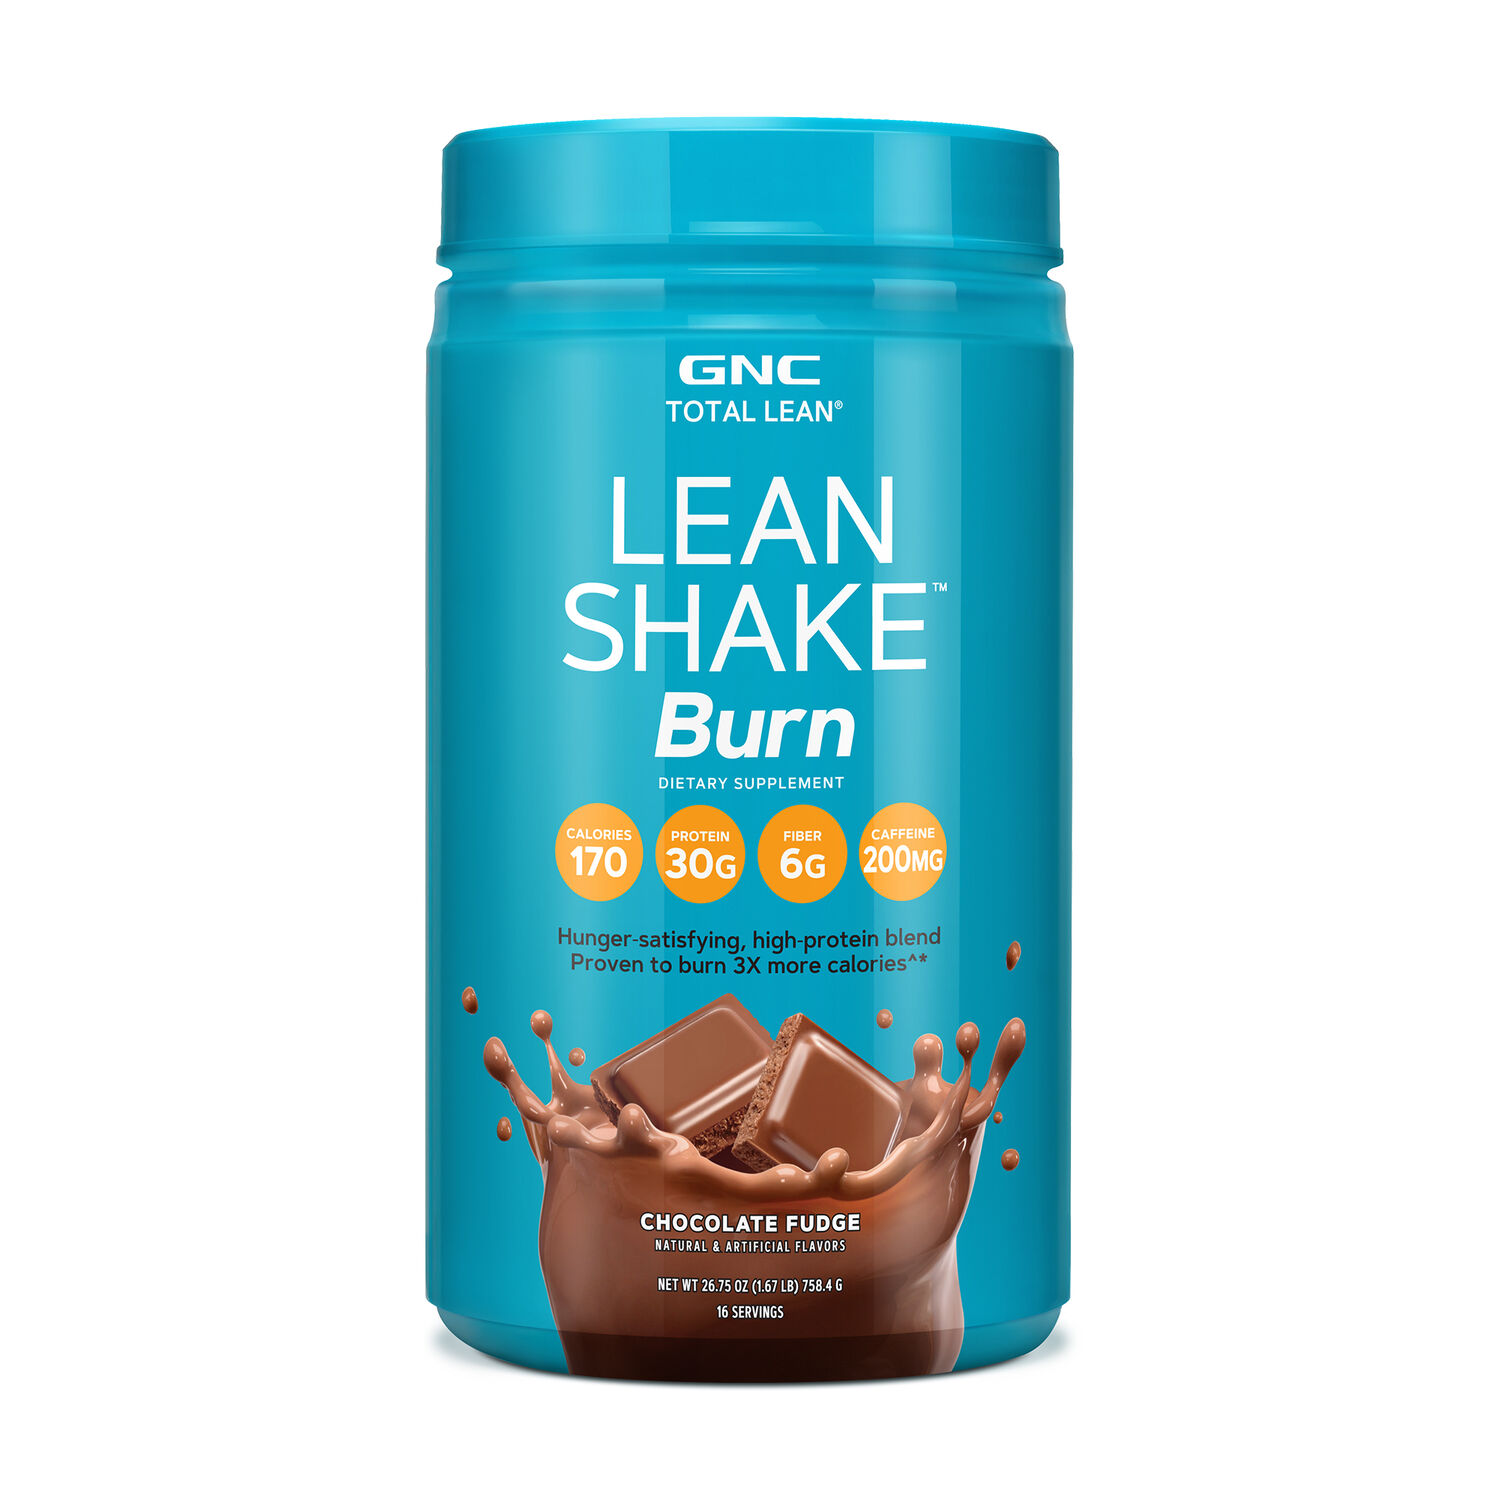 GNC
TOTAL LEAN®
LEAN
SHAKE™
Burn
DIETARY SUPPLEMENT
CALORIES
170
PROTEIN
30G
FIBER
6G
CAFFEINE
200MG
Hunger-satisfying, high-protein blend
Proven to burn 3X more calories^*
CHOCOLATE FUDGE
NATURAL & ARTIFICIAL FLAVORS
NET WT 26.75 OZ (1.67 LB) 758.4 G
16 SERVINGS